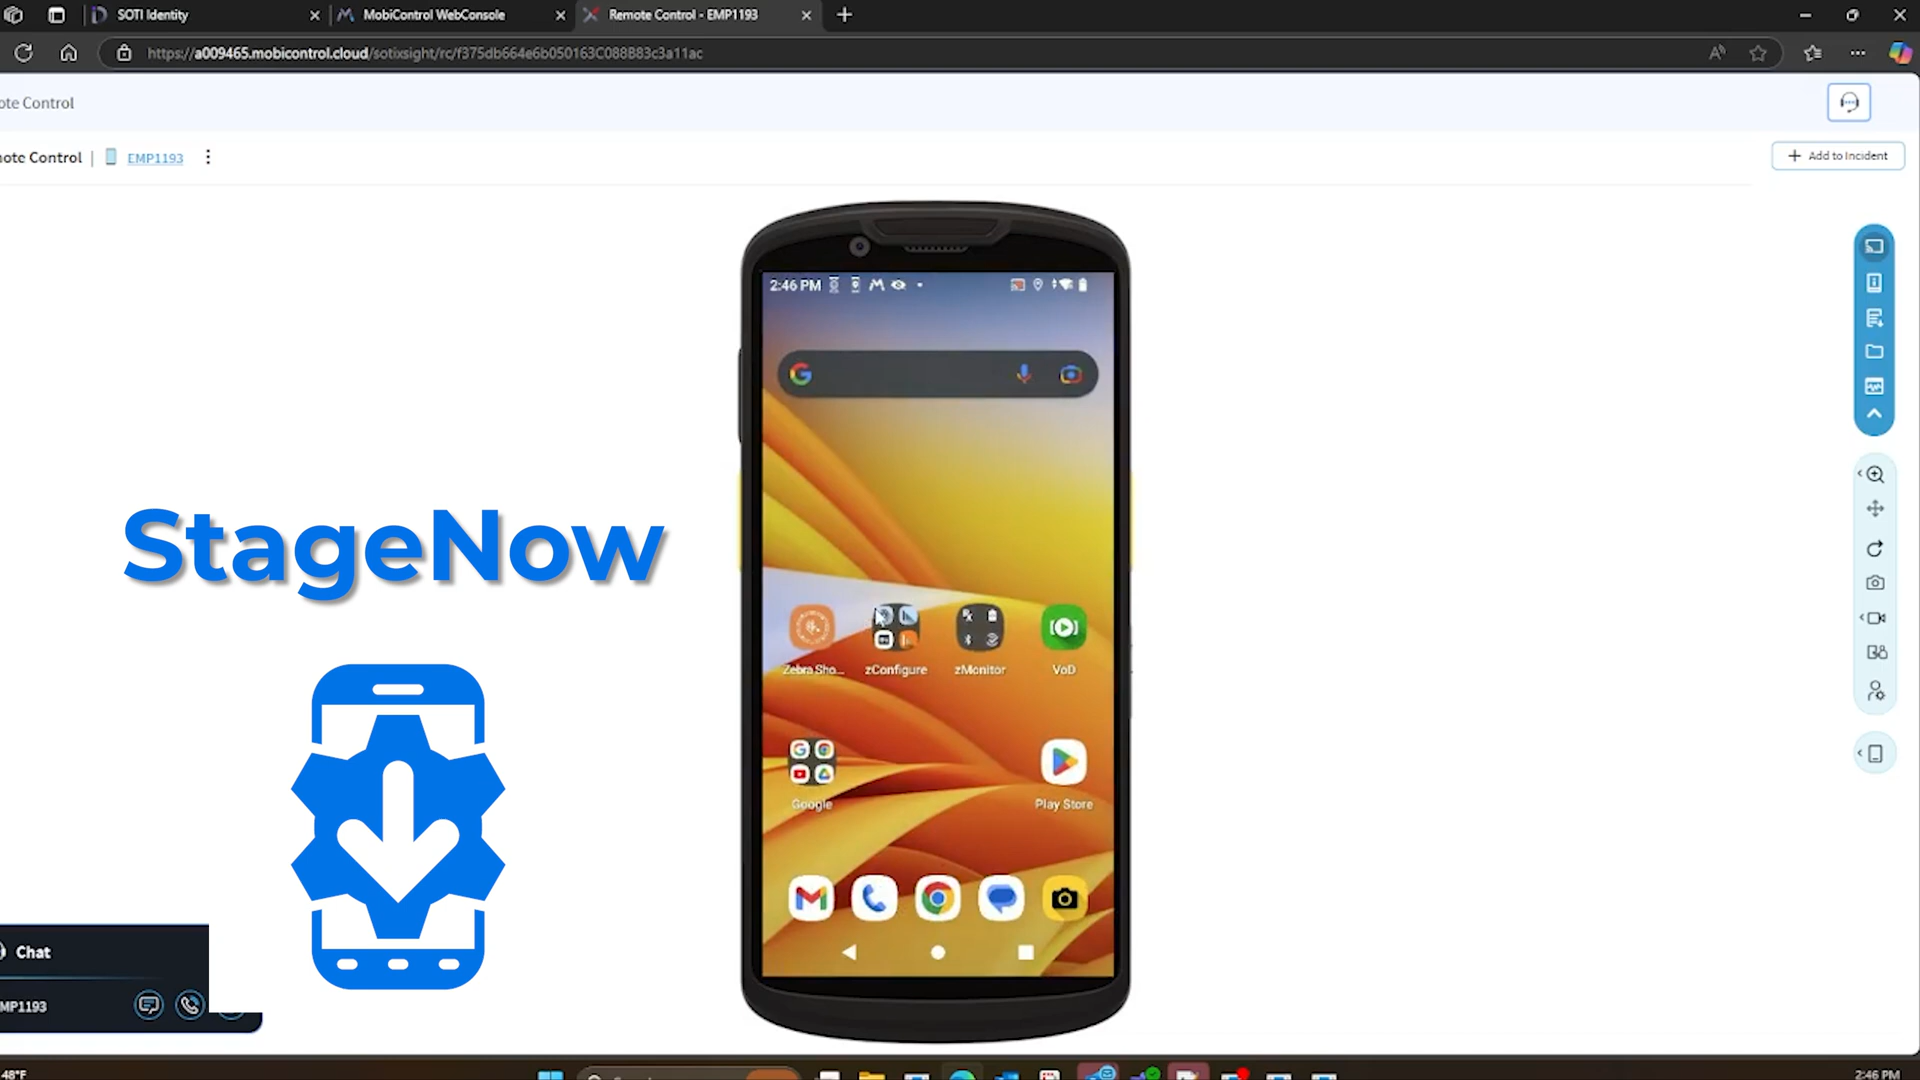 SOTI Identity
MobiControl WebConsole
Remote Control - EMP1193
https://a009465.mobicontrol.cloud/sotixsight/rc/f375db664e6b050163C088B83c3a11ac
ote Control
ote Control | EMP1193
Add to Incident
2:46 PM
StageNow
Zebra Sho...
zConfigure
zMonitor
VoD
Google
Play Store
Chat
MP1193
48°F
2:46 PM